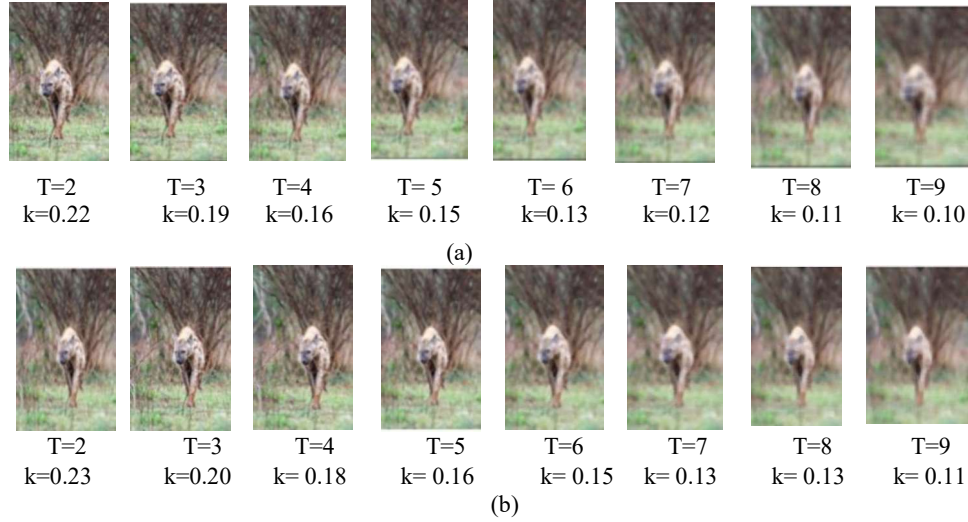 T=2 T=3 T=4 T= 5 T= 6 T=7 T=8 T=9
k=0.22 k=0.19 k=0.16 k= 0.15 k=0.13 k=0.12 k= 0.11 k= 0.10
(a)
T=2 T=3 T=4 T=5 T=6 T=7 T=8 T=9
k=0.23 k=0.20 k= 0.18 k= 0.16 k= 0.15 k= 0.13 k= 0.13 k= 0.11
(b)